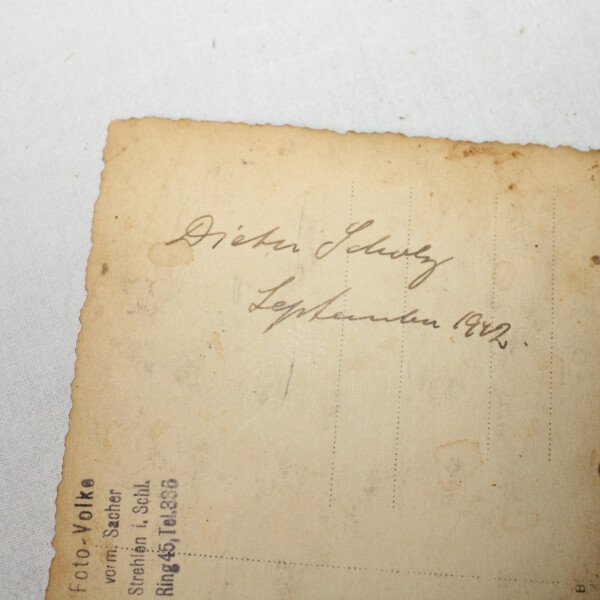 Dieter Scholz
September 1942.
Foto-Volke
vorm. Sacher
Strehlen i. Schl.
Ring 45, Tel. 336
B